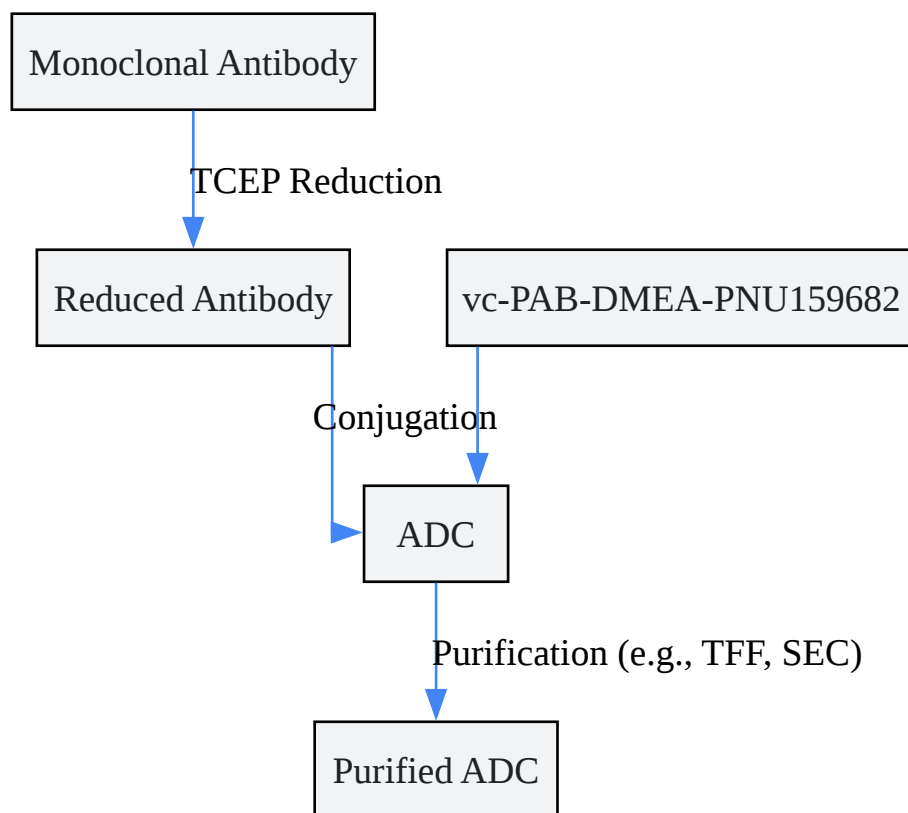 Monoclonal Antibody
TCEP Reduction
Reduced Antibody
vc-PAB-DMEA-PNU159682
Conjugation
ADC
Purification (e.g., TFF, SEC)
Purified ADC